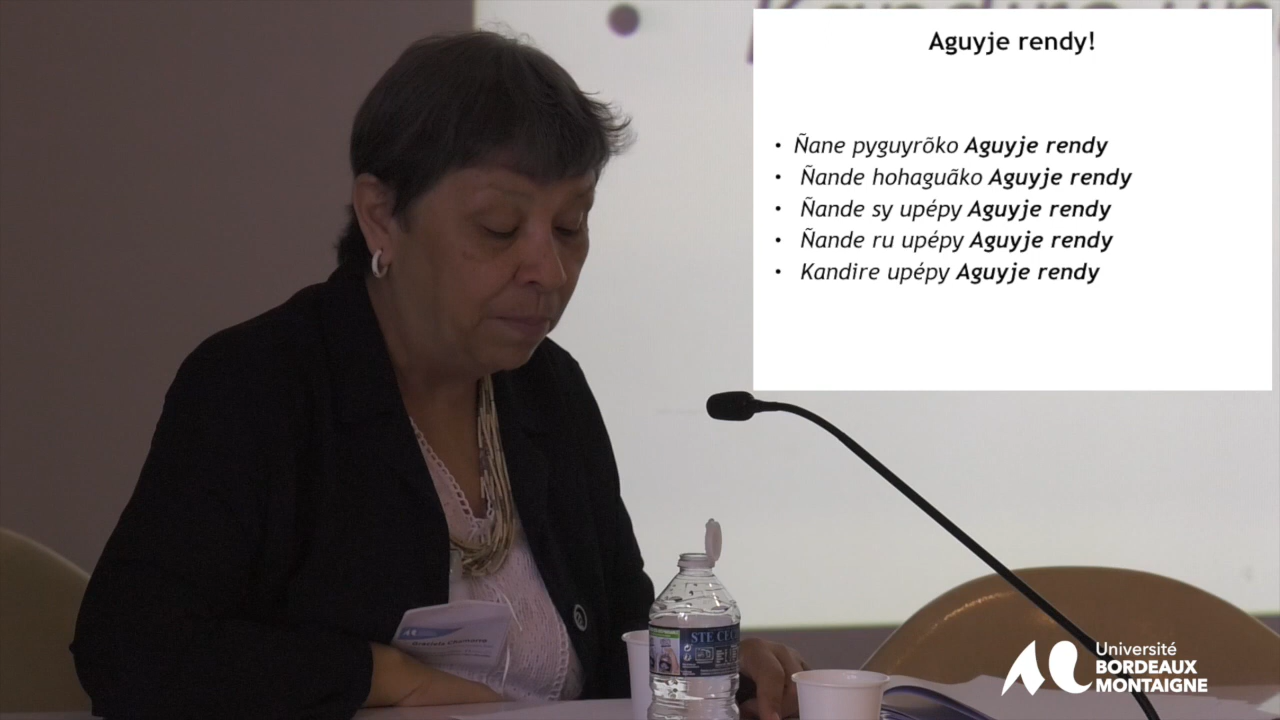 Aguyje rendy!
• Ñane pyguyrõko Aguyje rendy
• Ñande hohaguãko Aguyje rendy
• Ñande sy upépy Aguyje rendy
• Ñande ru upépy Aguyje rendy
• Kandire upépy Aguyje rendy
STE CEC
Université
BORDEAUX
MONTAIGNE